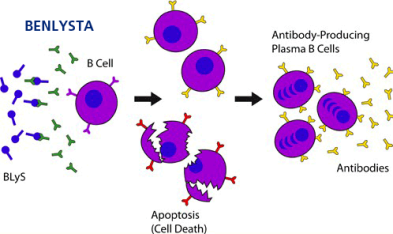 BENLYSTA
B Cell
BLyS
Apoptosis
(Cell Death)
Antibody-Producing
Plasma B Cells
Antibodies